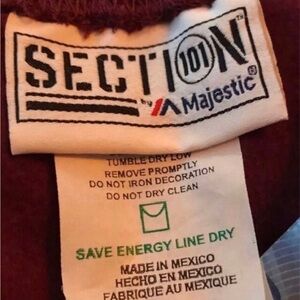 SECTION
101
by Majestic®
TUMBLE DRY LOW
REMOVE PROMPTLY
DO NOT IRON DECORATION
DO NOT DRY CLEAN
SAVE ENERGY LINE DRY
MADE IN MEXICO
HECHO EN MEXICO
FABRIQUE AU MEXIQUE